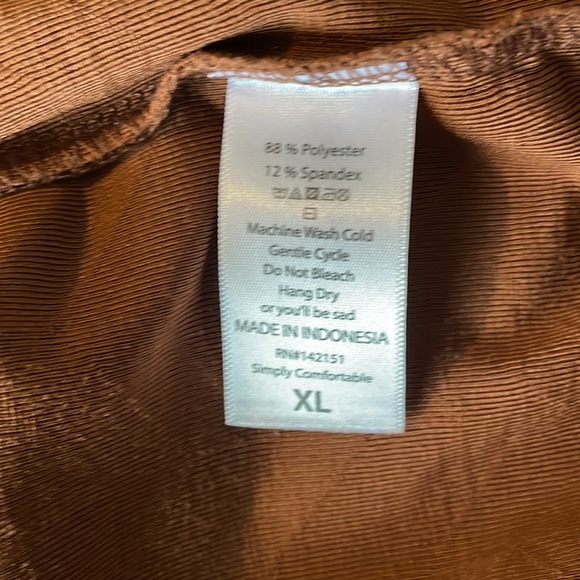 88 % Polyester
12 % Spandex
Machine Wash Cold
Gentle Cycle
Do Not Bleach
Hang Dry
or you'll be sad
MADE IN INDONESIA
RN#142151
Simply Comfortable
XL